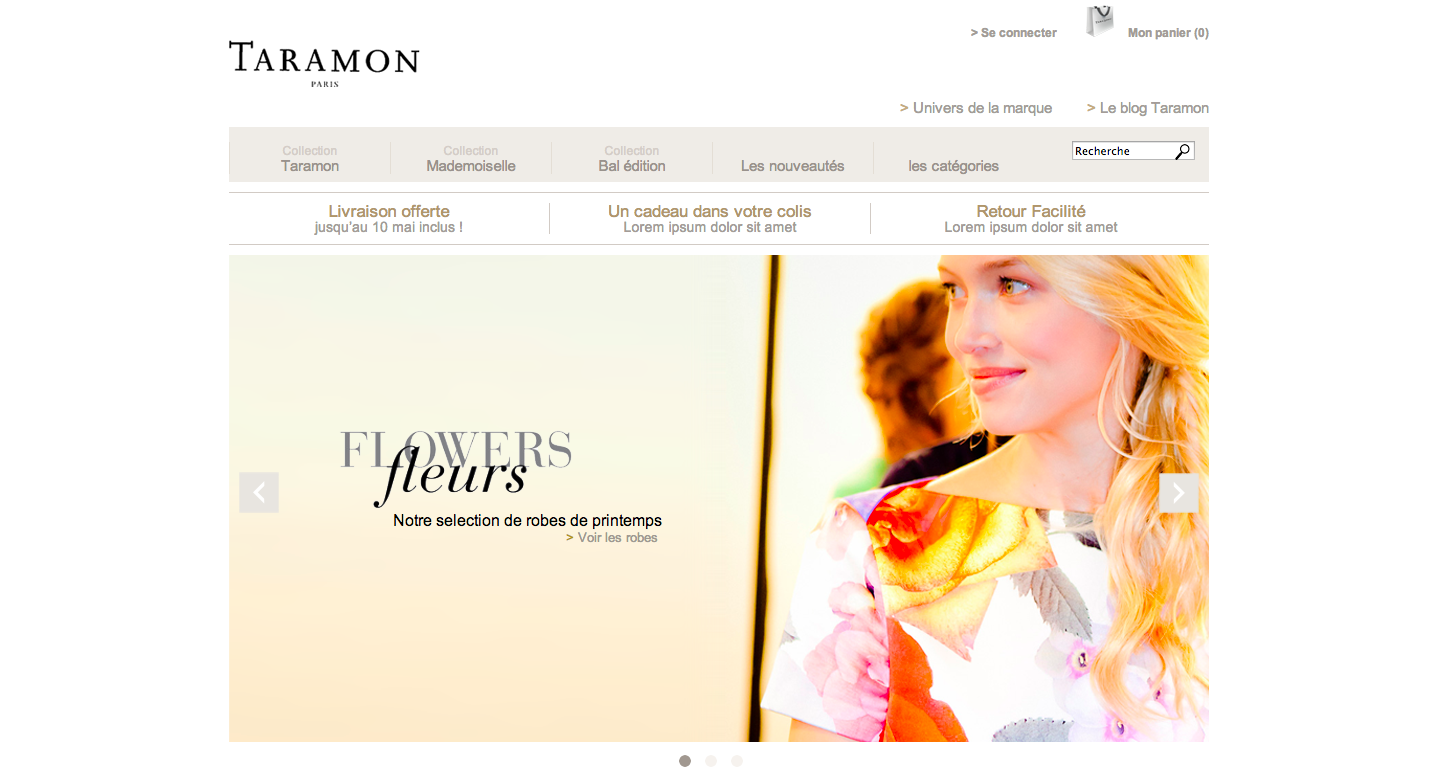 > Se connecter
Mon panier (0)
TARAMON
PARIS
> Univers de la marque
> Le blog Taramon
Collection
Taramon
Collection
Mademoiselle
Collection
Bal édition
Les nouveautés
les catégories
Recherche
Livraison offerte
jusqu'au 10 mai inclus !
Un cadeau dans votre colis
Lorem ipsum dolor sit amet
Retour Facilité
Lorem ipsum dolor sit amet
FLOWERS
fleurs
Notre selection de robes de printemps
> Voir les robes